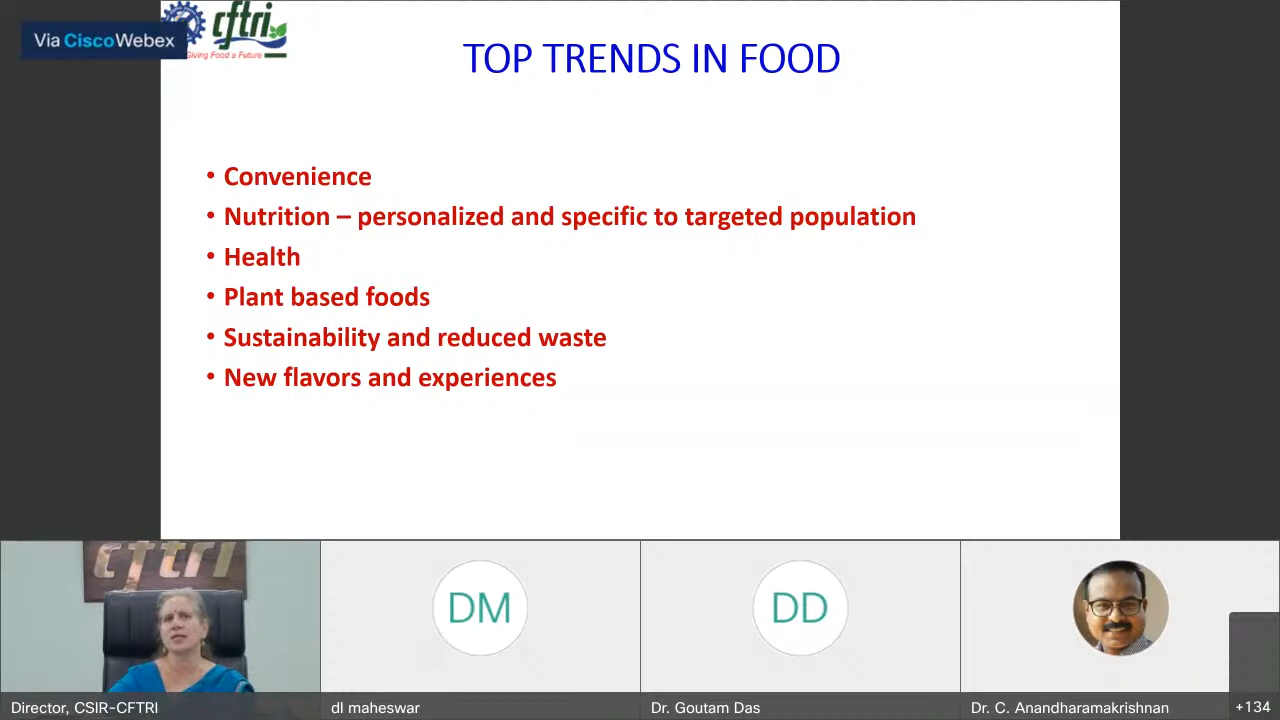 Via CiscoWebex
cftri
Giving Food a Future
TOP TRENDS IN FOOD
• Convenience
• Nutrition – personalized and specific to targeted population
• Health
• Plant based foods
• Sustainability and reduced waste
• New flavors and experiences
cftri
DM
DD
Director, CSIR-CFTRI
dl maheswar
Dr. Goutam Das
Dr. C. Anandharamakrishnan
+134